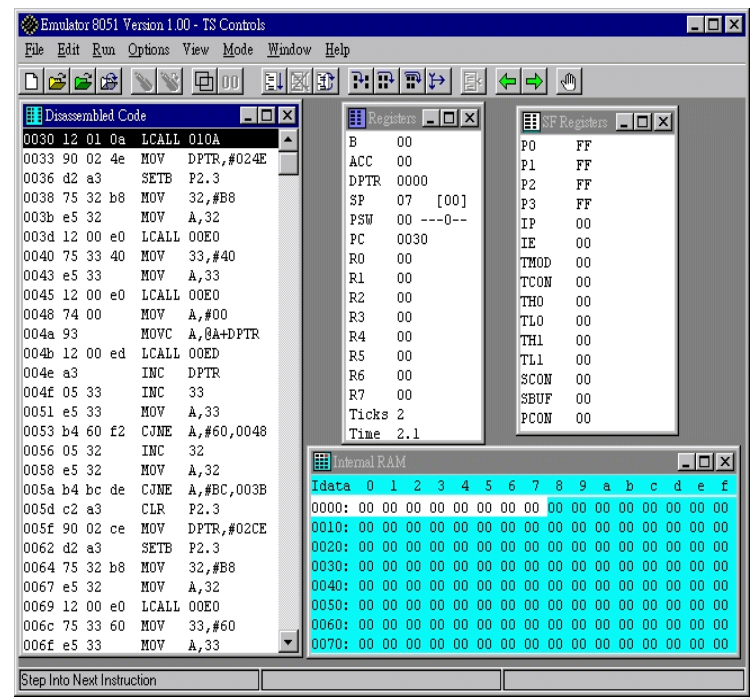 Emulator 8051 Version 1.00 - TS Controls
File Edit Run Options View Mode Window Help
Disassembled Code
0030 12 01 0a LCALL 010A
0033 90 02 4e MOV DPTR,#024E
0036 d2 a3 SETB P2.3
0038 75 32 b8 MOV 32,#B8
003b e5 32 MOV A,32
003d 12 00 e0 LCALL 00E0
0040 75 33 40 MOV 33,#40
0043 e5 33 MOV A,33
0045 12 00 e0 LCALL 00E0
0048 74 00 MOV A,#00
004a 93 MOVC A,@A+DPTR
004b 12 00 ed LCALL 00ED
004e a3 INC DPTR
004f 05 33 INC 33
0051 e5 33 MOV A,33
0053 b4 60 f2 CJNE A,#60,0048
0056 05 32 INC 32
0058 e5 32 MOV A,32
005a b4 bc de CJNE A,#BC,003B
005d c2 a3 CLR P2.3
005f 90 02 ce MOV DPTR,#02CE
0062 d2 a3 SETB P2.3
0064 75 32 b8 MOV 32,#B8
0067 e5 32 MOV A,32
0069 12 00 e0 LCALL 00E0
006c 75 33 60 MOV 33,#60
006f e5 33 MOV A,33
Registers
B 00
ACC 00
DPTR 0000
SP 07 [00]
PSW 00 ---0--
PC 0030
R0 00
R1 00
R2 00
R3 00
R4 00
R5 00
R6 00
R7 00
Ticks 2
Time 2.1
SF Registers
P0 FF
P1 FF
P2 FF
P3 FF
IP 00
IE 00
TMOD 00
TCON 00
TH0 00
TL0 00
TH1 00
TL1 00
SCON 00
SBUF 00
PCON 00
Internal RAM
Idata 0 1 2 3 4 5 6 7 8 9 a b c d e f
0000: 00 00 00 00 00 00 00 00 00 00 00 00 00 00 00 00
0010: 00 00 00 00 00 00 00 00 00 00 00 00 00 00 00 00
0020: 00 00 00 00 00 00 00 00 00 00 00 00 00 00 00 00
0030: 00 00 00 00 00 00 00 00 00 00 00 00 00 00 00 00
0040: 00 00 00 00 00 00 00 00 00 00 00 00 00 00 00 00
0050: 00 00 00 00 00 00 00 00 00 00 00 00 00 00 00 00
0060: 00 00 00 00 00 00 00 00 00 00 00 00 00 00 00 00
0070: 00 00 00 00 00 00 00 00 00 00 00 00 00 00 00 00
Step Into Next Instruction